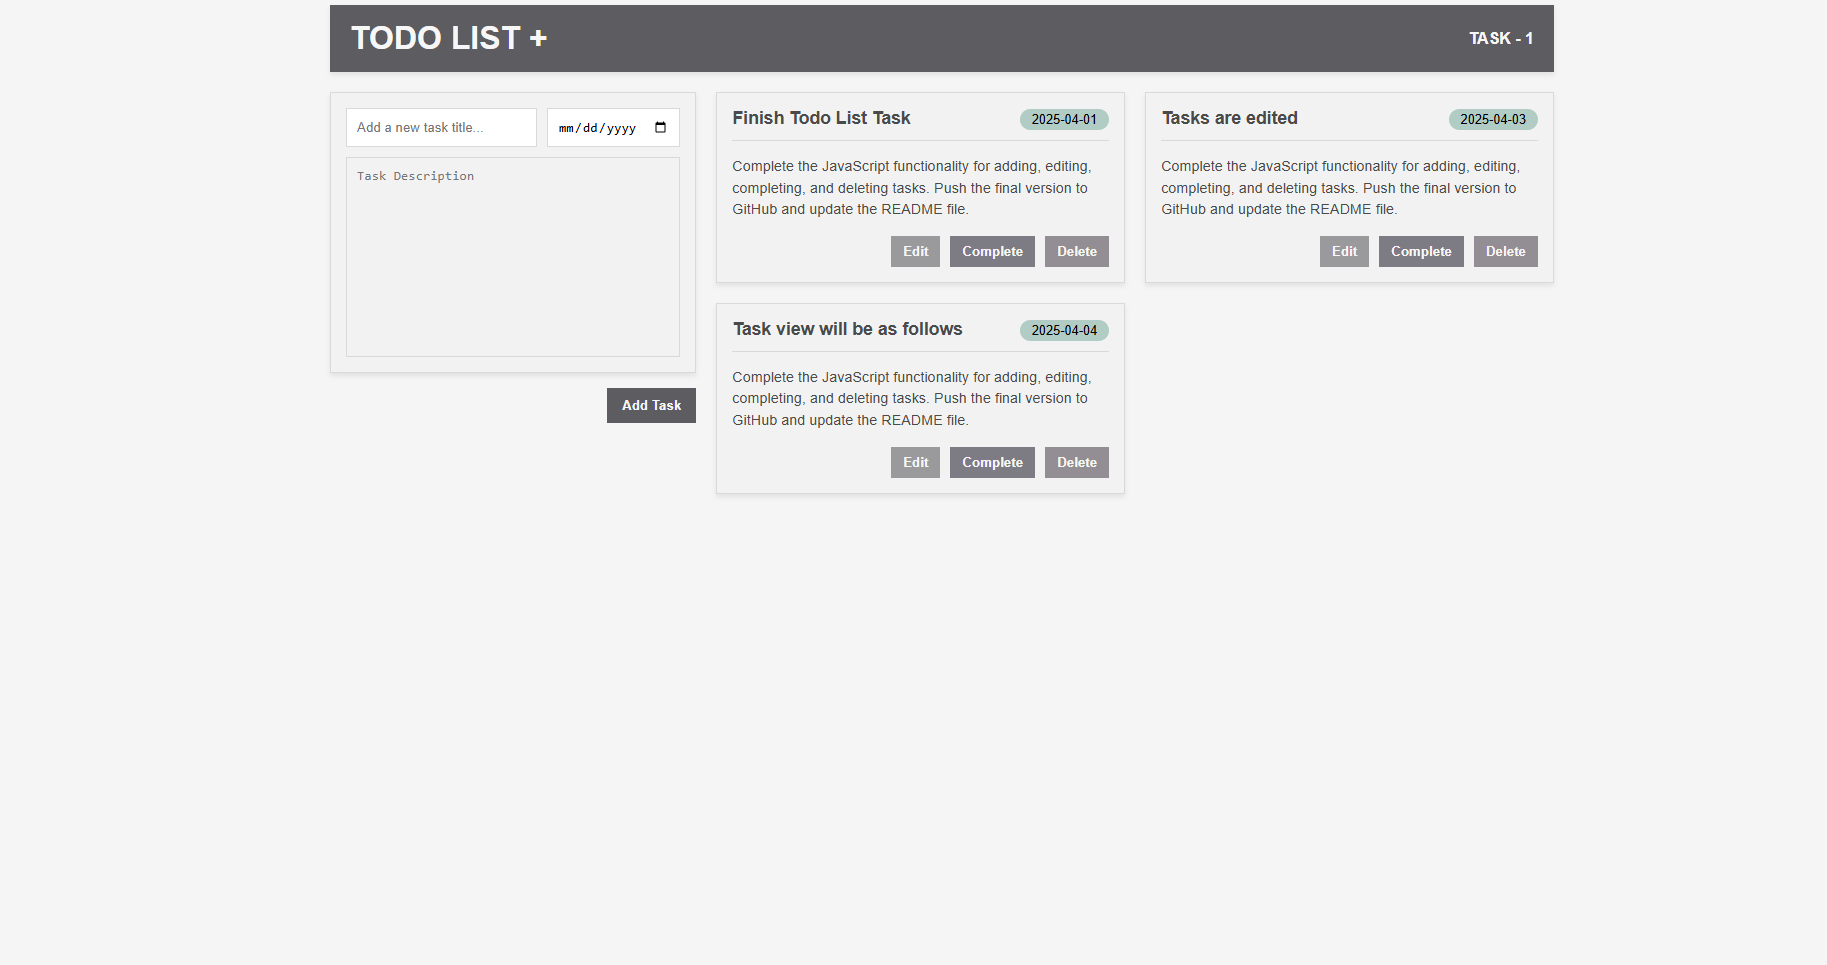 TODO LIST +
TASK - 1
Add a new task title...
mm/dd/yyyy
Task Description
Add Task
Finish Todo List Task
2025-04-01
Complete the JavaScript functionality for adding, editing,
completing, and deleting tasks. Push the final version to
GitHub and update the README file.
Edit
Complete
Delete
Tasks are edited
2025-04-03
Complete the JavaScript functionality for adding, editing,
completing, and deleting tasks. Push the final version to
GitHub and update the README file.
Edit
Complete
Delete
Task view will be as follows
2025-04-04
Complete the JavaScript functionality for adding, editing,
completing, and deleting tasks. Push the final version to
GitHub and update the README file.
Edit
Complete
Delete